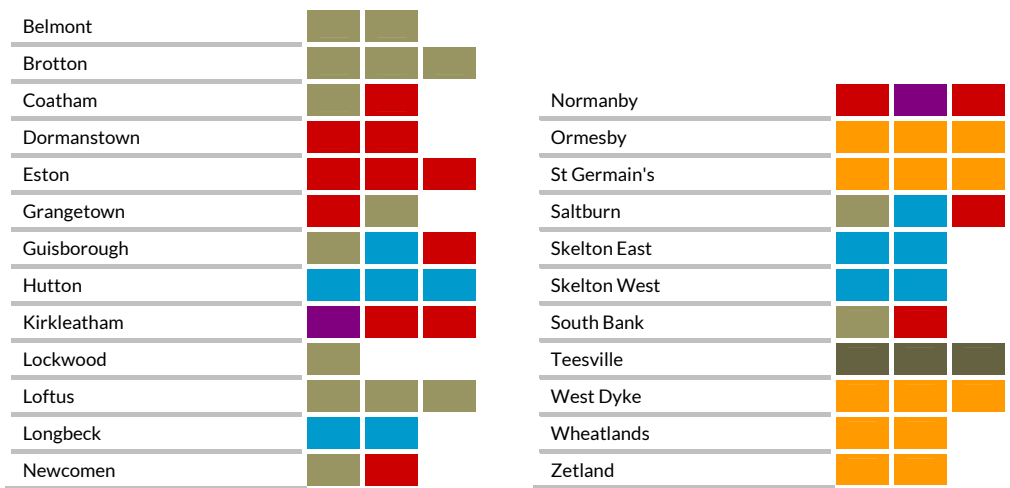 Belmont
Brotton
Coatham
Dormanstown
Eston
Grangetown
Guisborough
Hutton
Kirkleatham
Lockwood
Loftus
Longbeck
Newcomen
Normanby
Ormesby
St Germain's
Saltburn
Skelton East
Skelton West
South Bank
Teesville
West Dyke
Wheatlands
Zetland